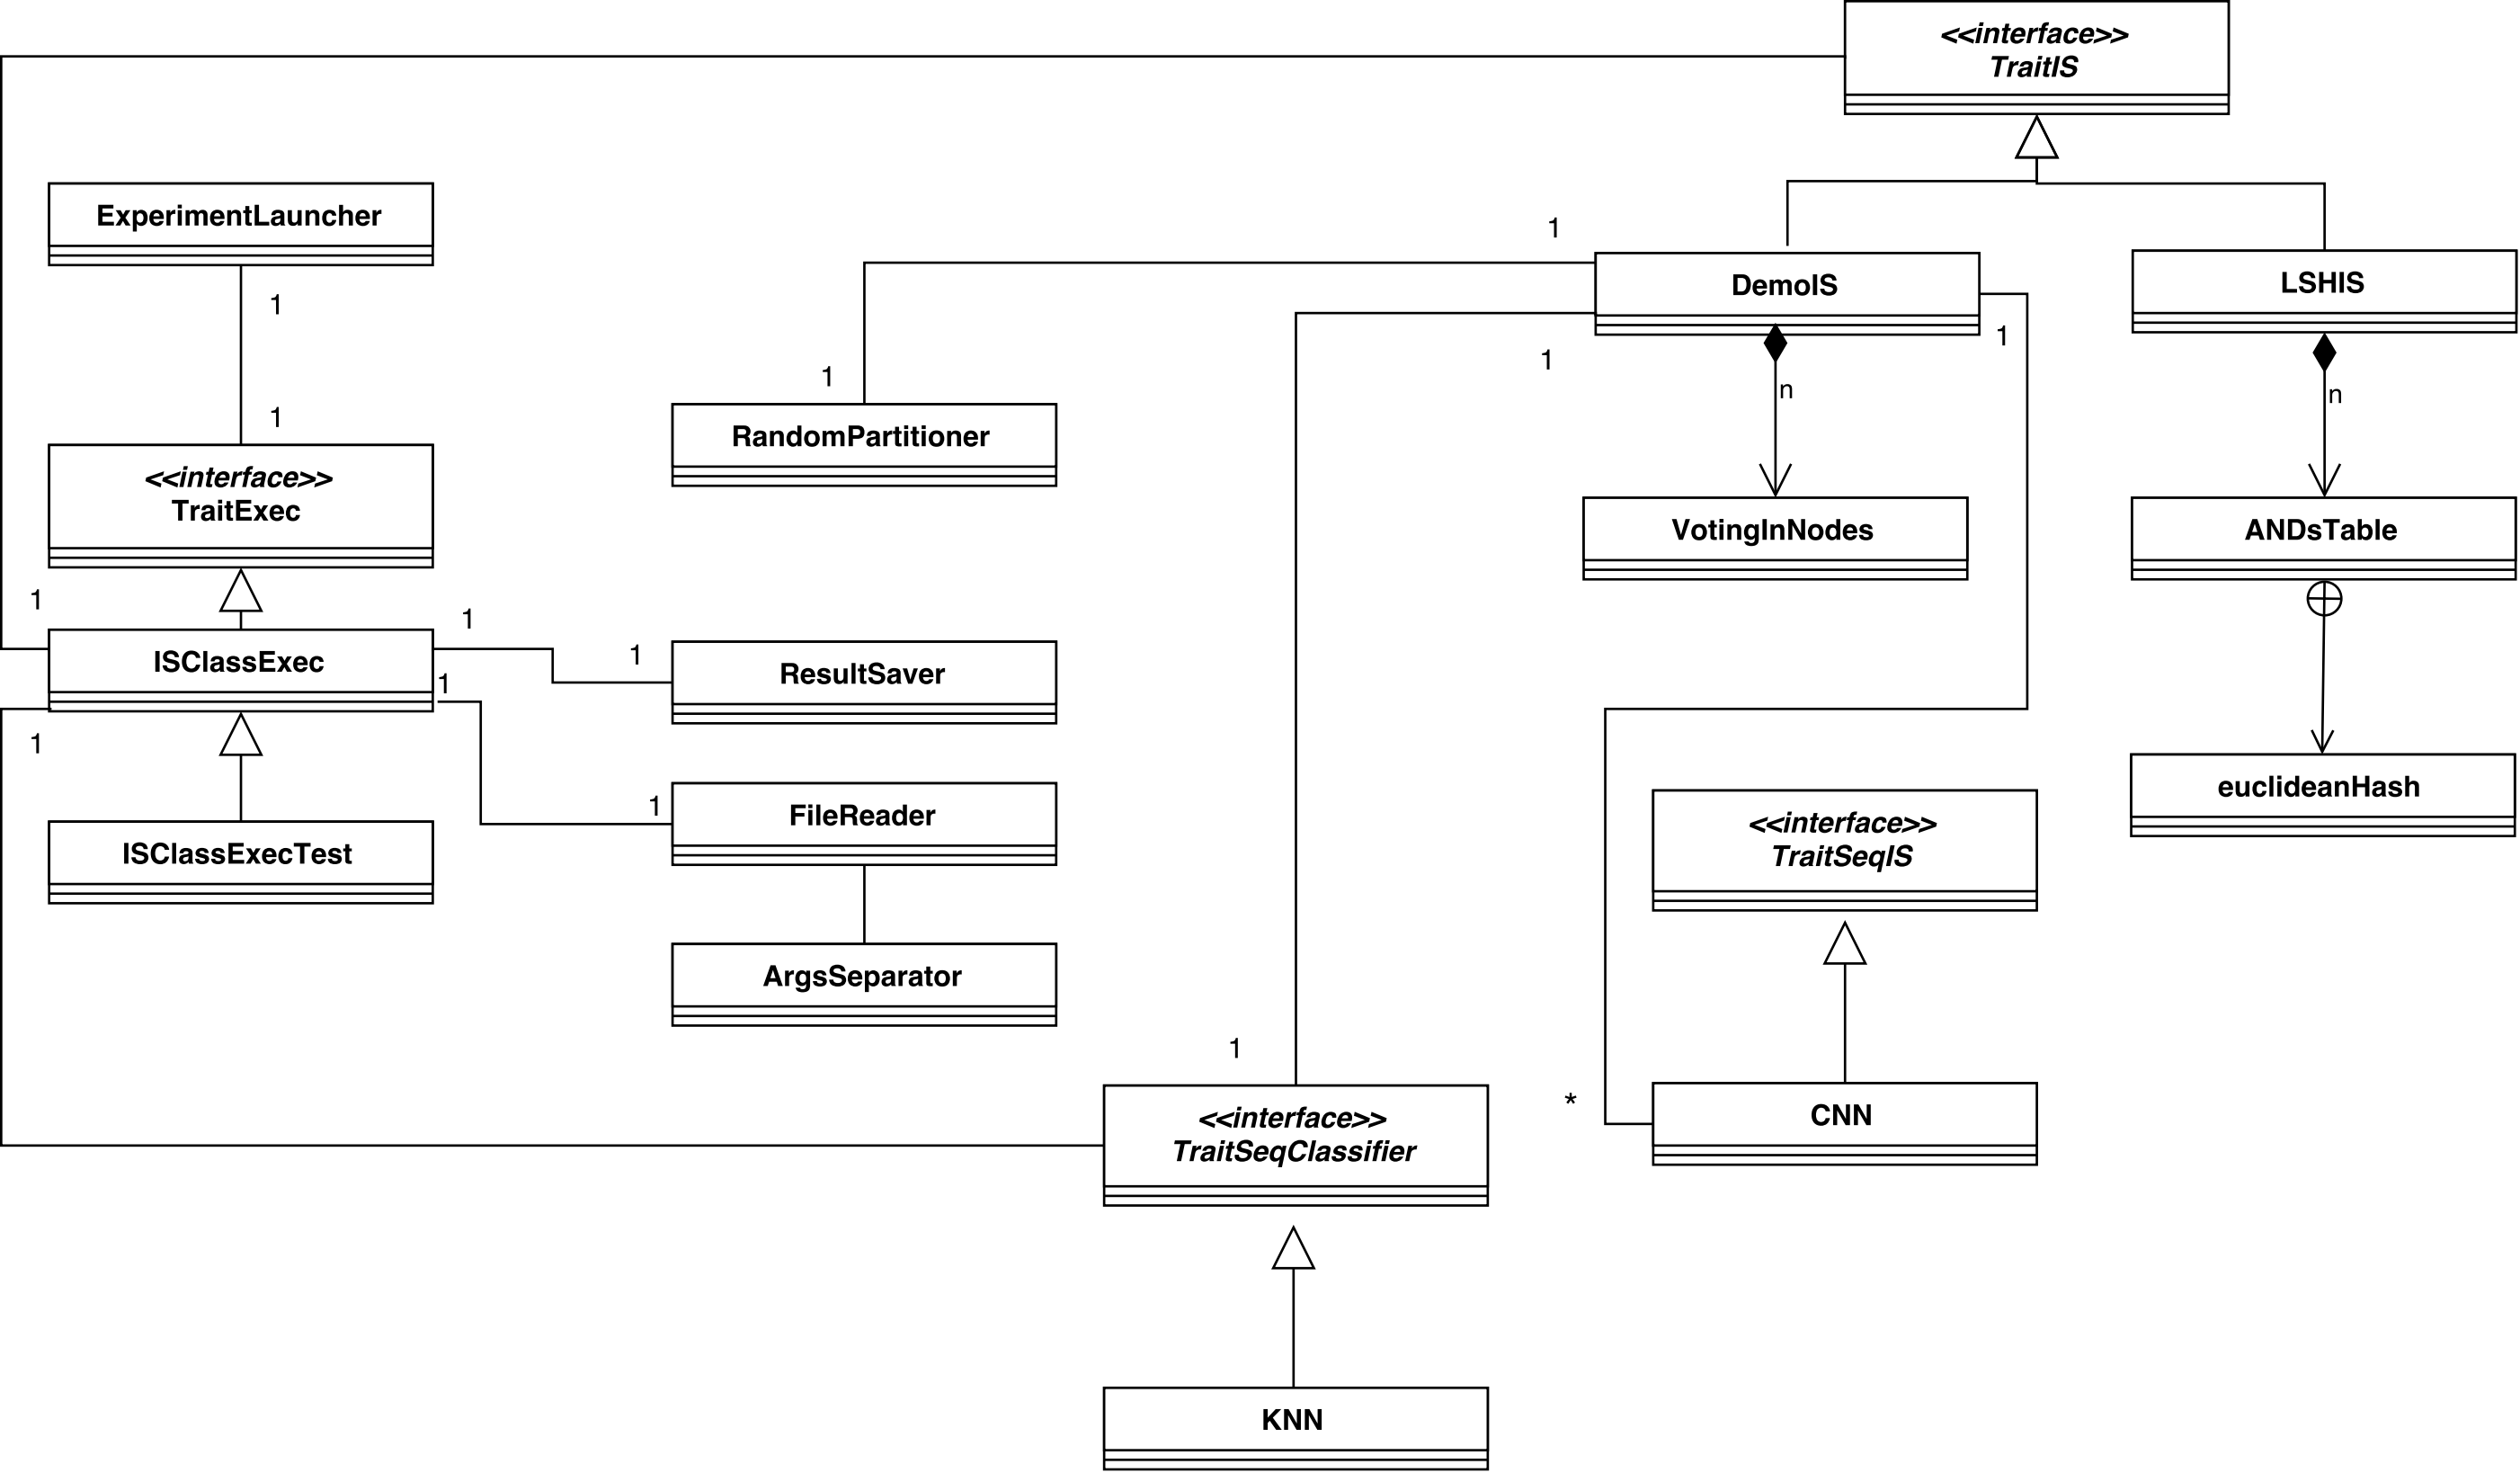 <<interface>>
TraitIS
ExperimentLauncher
1
1
DemoIS
LSHIS
1
1
1
1
n
n
1
RandomPartitioner
<<interface>>
TraitExec
VotingInNodes
ANDsTable
1
1
ISClassExec
1
ResultSaver
1
1
<<interface>>
TraitSeqIS
euclideanHash
1
FileReader
ISClassExecTest
ArgsSeparator
1
*
<<interface>>
TraitSeqClassifier
CNN
KNN